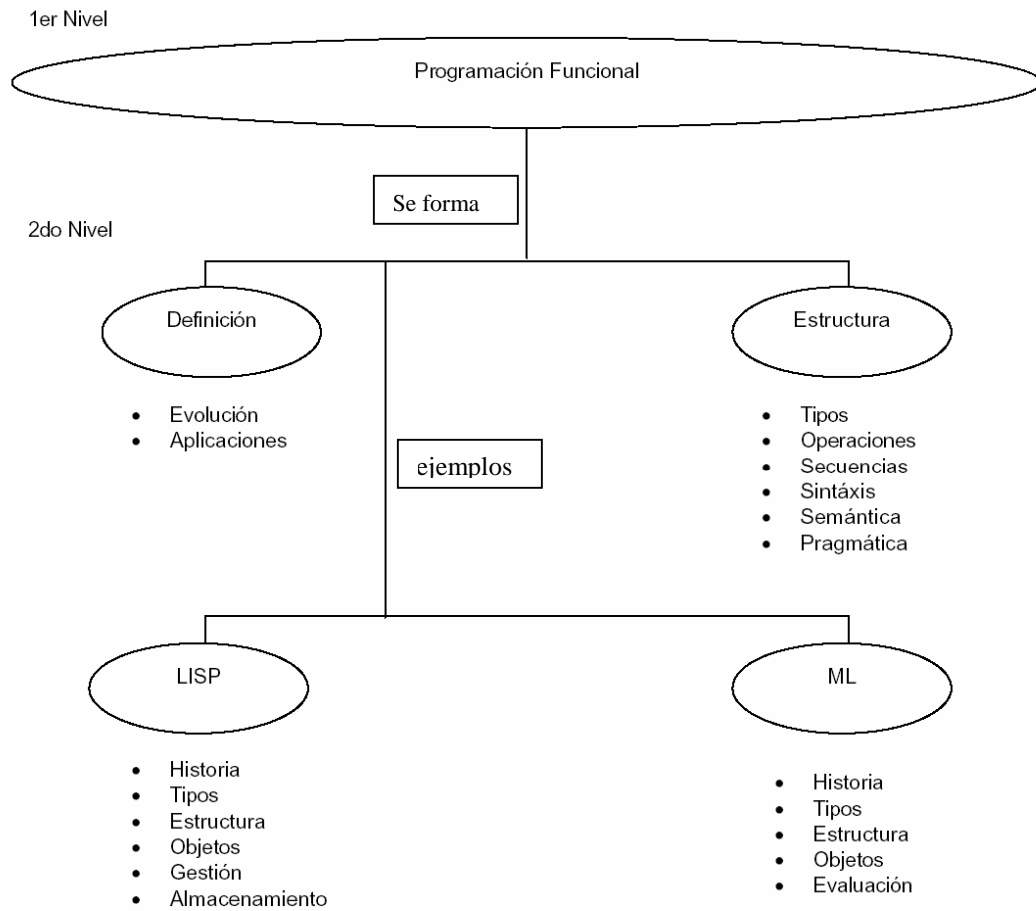 1er Nivel
Programación Funcional
Se forma
2do Nivel
Definición
Estructura
• Evolución
• Aplicaciones
• Tipos
• Operaciones
• Secuencias
• Sintáxis
• Semántica
• Pragmática
ejemplos
LISP
ML
• Historia
• Tipos
• Estructura
• Objetos
• Gestión
• Almacenamiento
• Historia
• Tipos
• Estructura
• Objetos
• Evaluación